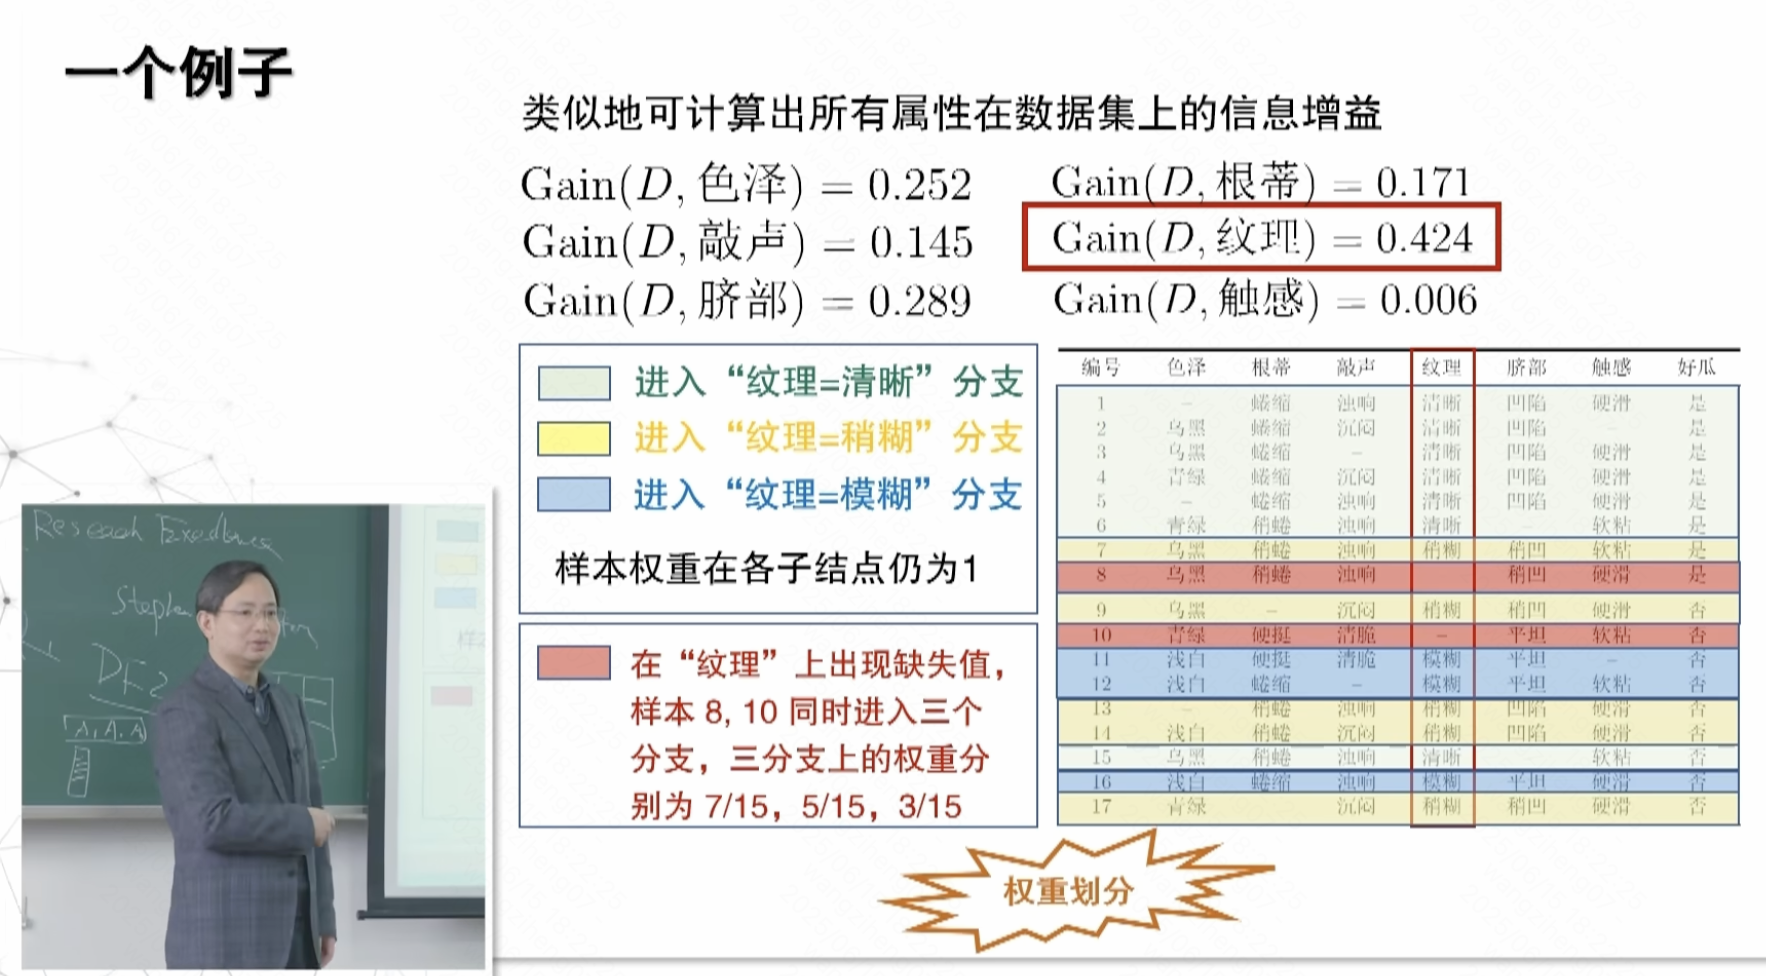 一个例子
类似地可计算出所有属性在数据集上的信息增益
Gain(D, 色泽) = 0.252 Gain(D, 根蒂) = 0.171
Gain(D, 敲声) = 0.145 Gain(D, 纹理) = 0.424
Gain(D, 脐部) = 0.289 Gain(D, 触感) = 0.006
进入“纹理=清晰”分支
进入“纹理=稍糊”分支
进入“纹理=模糊”分支
样本权重在各子结点仍为1
在“纹理”上出现缺失值，
样本 8, 10 同时进入三个
分支，三分支上的权重分
别为 7/15，5/15，3/15
编号 色泽 根蒂 敲声 纹理 脐部 触感 好瓜
1 – 蜷缩 浊响 清晰 凹陷 硬滑 是
2 乌黑 蜷缩 沉闷 清晰 凹陷 是
3 乌黑 蜷缩 – 清晰 凹陷 硬滑 是
4 青绿 蜷缩 沉闷 清晰 凹陷 硬滑 是
5 – 蜷缩 浊响 清晰 凹陷 硬滑 是
6 青绿 稍蜷 浊响 清晰 软粘 是
7 乌黑 稍蜷 浊响 稍糊 稍凹 软粘 是
8 乌黑 稍蜷 浊响 稍凹 硬滑 是
9 乌黑 – 沉闷 稍糊 稍凹 硬滑 否
10 青绿 硬挺 清脆 – 平坦 软粘 否
11 浅白 硬挺 清脆 模糊 平坦 – 否
12 浅白 蜷缩 – 模糊 平坦 软粘 否
13 – 稍蜷 浊响 稍糊 凹陷 硬滑 否
14 浅白 稍蜷 沉闷 稍糊 凹陷 硬滑 否
15 乌黑 稍蜷 浊响 清晰 软粘 否
16 浅白 蜷缩 浊响 模糊 平坦 硬滑 否
17 青绿 沉闷 稍糊 稍凹 硬滑 否
权重划分
Research Excellence